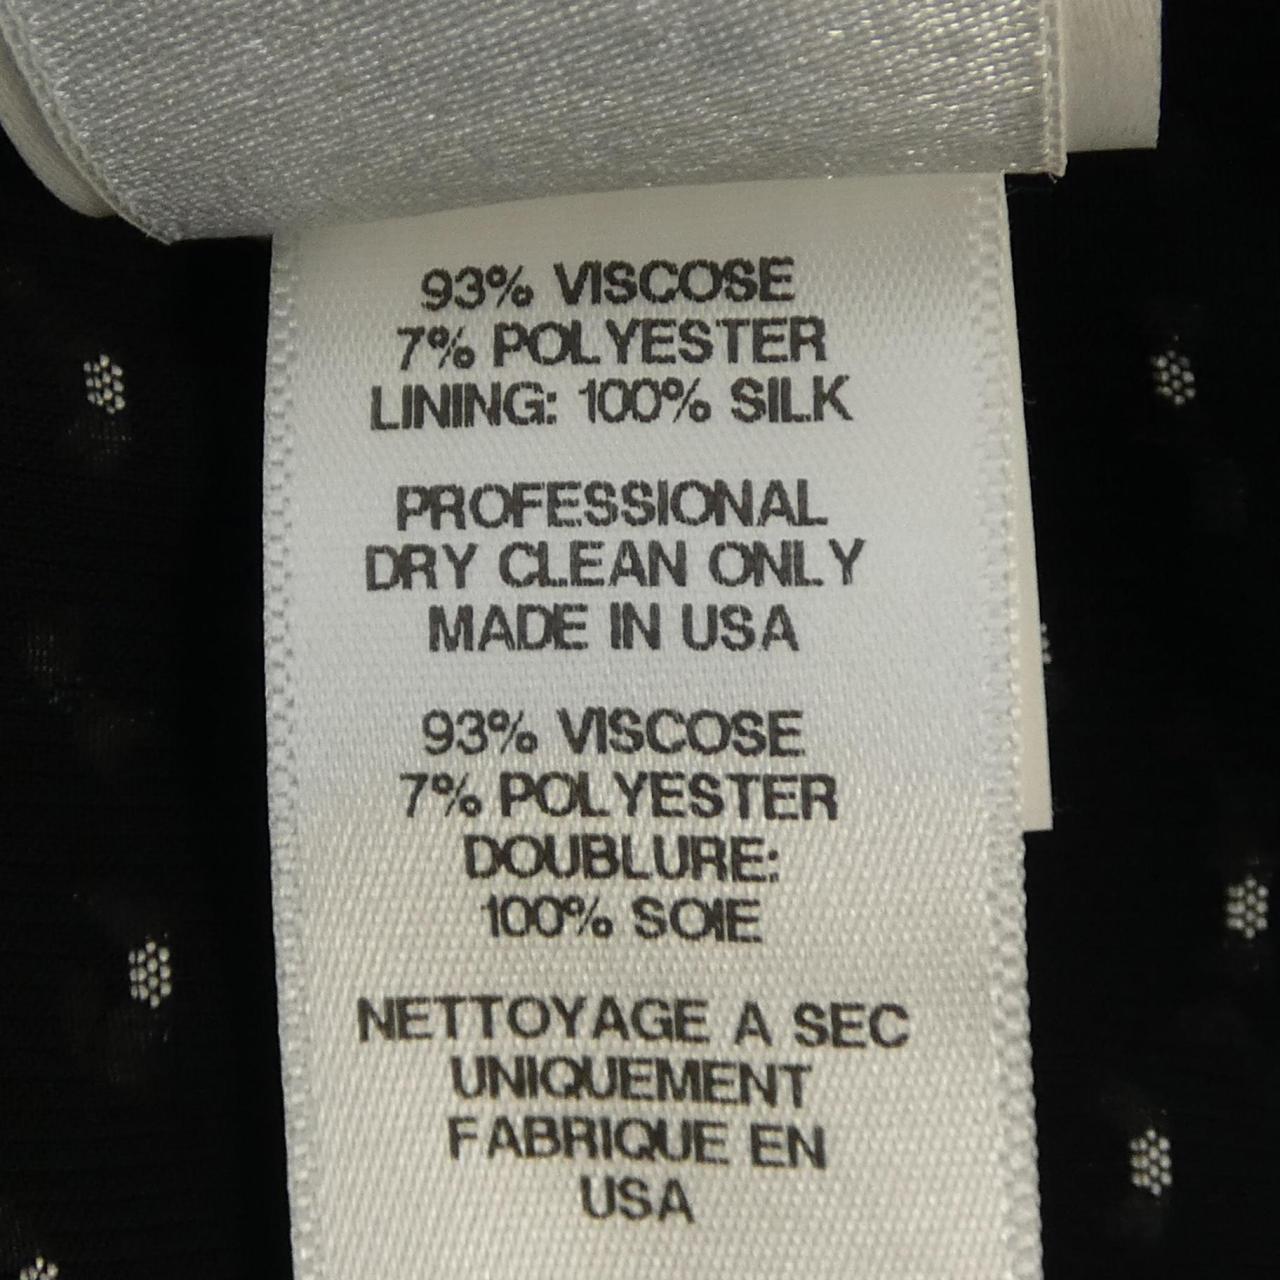 93% VISCOSE
7% POLYESTER
LINING: 100% SILK
PROFESSIONAL
DRY CLEAN ONLY
MADE IN USA
93% VISCOSE
7% POLYESTER
DOUBLURE:
100% SOIE
NETTOYAGE A SEC
UNIQUEMENT
FABRIQUE EN
USA